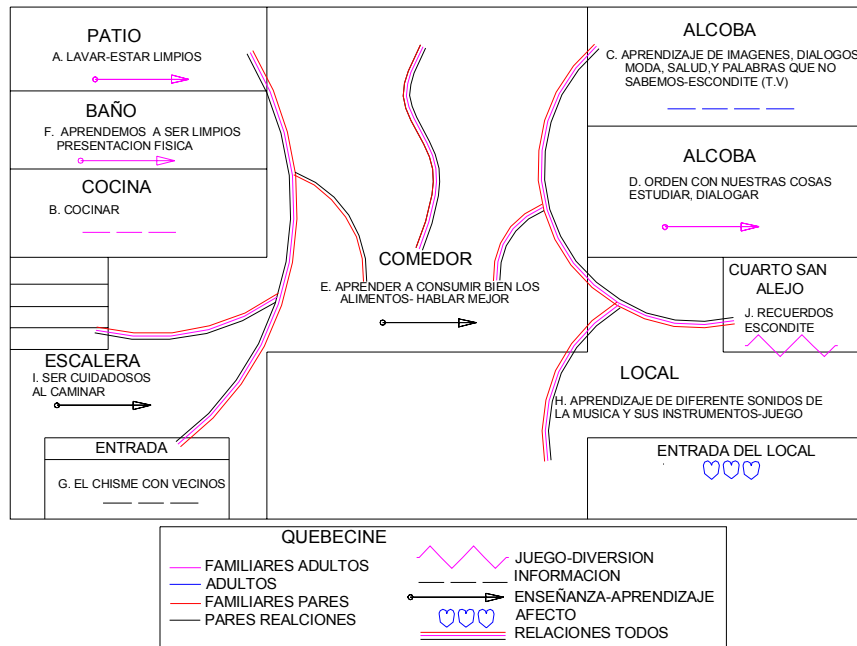 PATIO
A. LAVAR-ESTAR LIMPIOS
BAÑO
F. APRENDEMOS A SER LIMPIOS
PRESENTACION FISICA
COCINA
B. COCINAR
ESCALERA
I. SER CUIDADOSOS
AL CAMINAR
ENTRADA
G. EL CHISME CON VECINOS
COMEDOR
E. APRENDER A CONSUMIR BIEN LOS
ALIMENTOS- HABLAR MEJOR
ALCOBA
C. APRENDIZAJE DE IMAGENES, DIALOGOS
MODA, SALUD,Y PALABRAS QUE NO
SABEMOS-ESCONDITE (T.V)
ALCOBA
D. ORDEN CON NUESTRAS COSAS
ESTUDIAR, DIALOGAR
CUARTO SAN
ALEJO
J. RECUERDOS
ESCONDITE
LOCAL
H. APRENDIZAJE DE DIFERENTE SONIDOS DE
LA MUSICA Y SUS INSTRUMENTOS-JUEGO
ENTRADA DEL LOCAL
QUEBECINE
FAMILIARES ADULTOS
ADULTOS
FAMILIARES PARES
PARES REALCIONES
JUEGO-DIVERSION
INFORMACION
ENSEÑANZA-APRENDIZAJE
AFECTO
RELACIONES TODOS